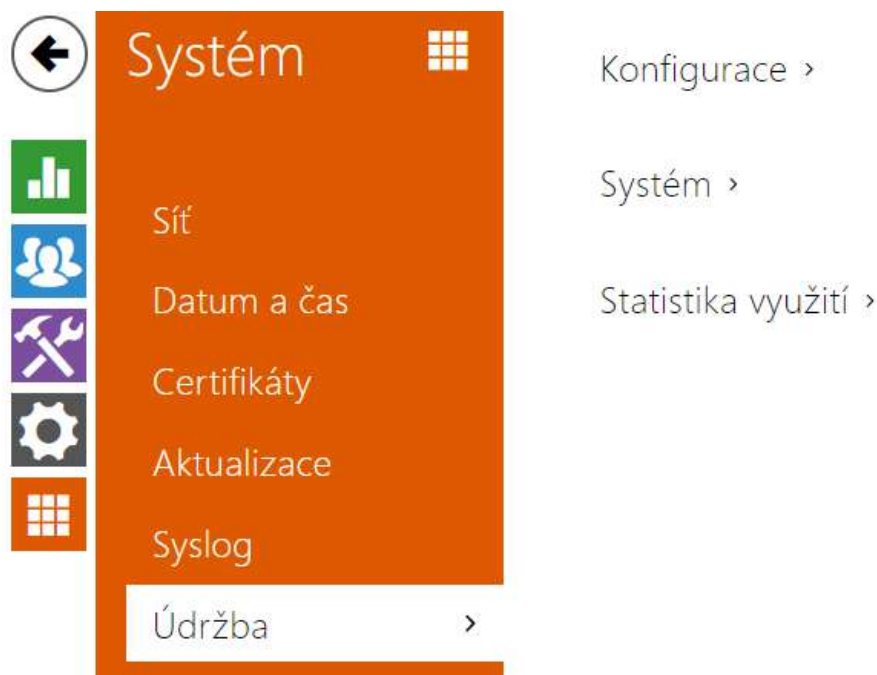 Systém
Síť
Datum a čas
Certifikáty
Aktualizace
Syslog
Údržba
Konfigurace
Systém
Statistika využití